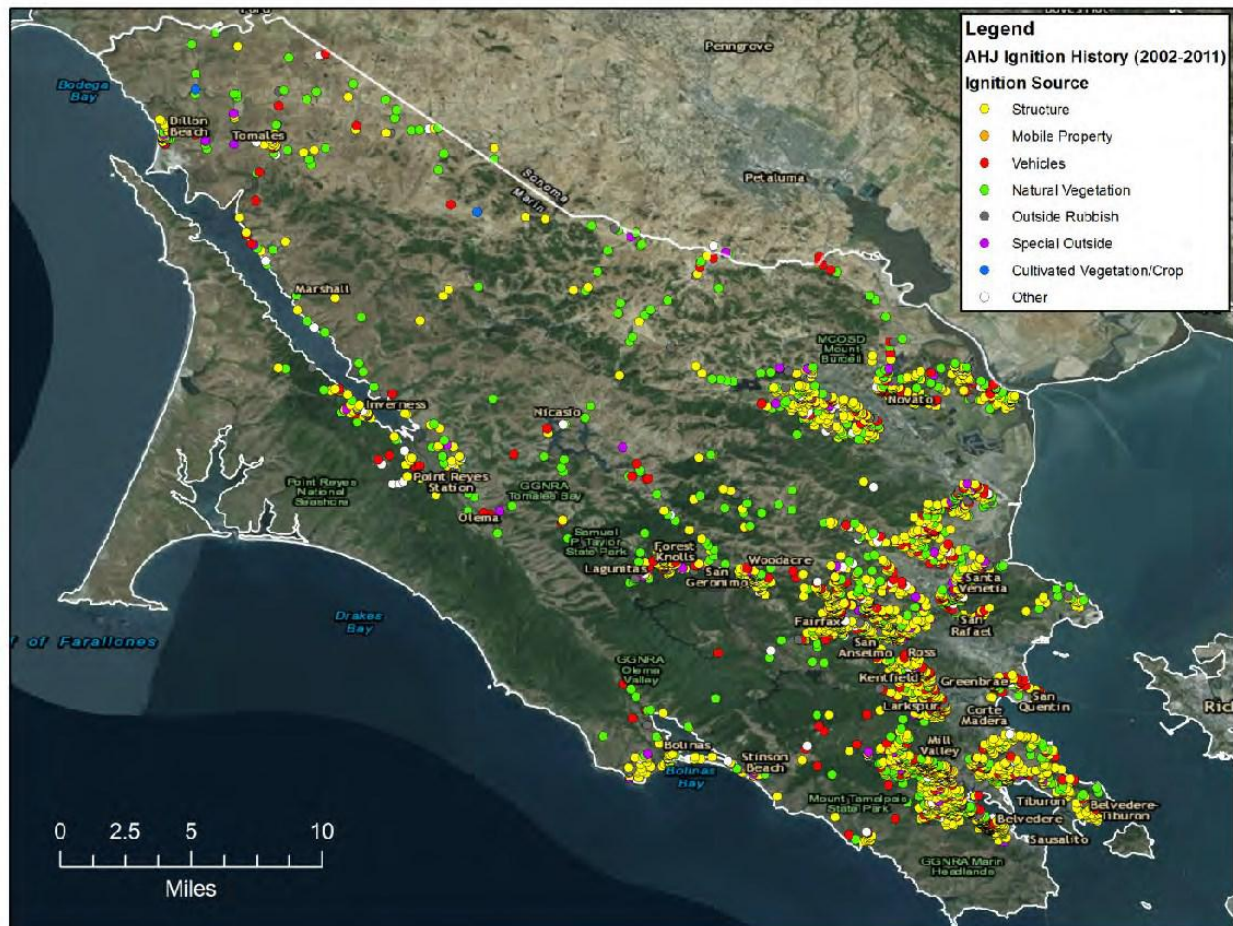 Legend
AHJ Ignition History (2002-2011)
Ignition Source
Structure
Mobile Property
Vehicles
Natural Vegetation
Outside Rubbish
Special Outside
Cultivated Vegetation/Crop
Other
Penngrove
Bodega
Bay
Dillon
Beach
Tomales
Sonoma
Marin
Petaluma
Marshall
MCOSD
Mount
Burdell
Novato
Inverness
Nicasio
Point Reyes
National
Seashore
Point Reyes
Station
GGNRA
Tomales Bay
Olema
Samuel
P. Taylor
State Park
Forest
Knolls
Lagunitas
San
Geronimo
Woodacre
Santa
Venetia
San
Rafael
Fairfax
San
Anselmo
Ross
Drakes
Bay
f of Farallones
GGNRA
Olema
Valley
Kentfield
Greenbrae
San
Quentin
Larkspur
Corte
Madera
Ric
Mill
Valley
Bolinas
Bolinas
Bay
Stinson
Beach
Mount Tamalpais
State Park
Tiburon
Belvedere-
Tiburon
Belvedere
Sausalito
GGNRA Marin
Headlands
0 2.5 5 10
Miles